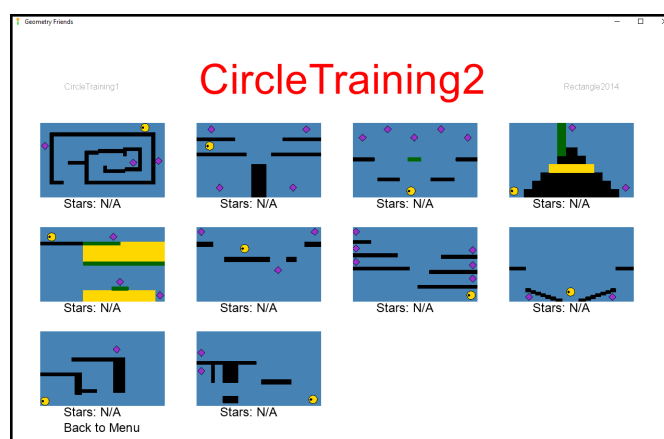 Geometry Friends
CircleTraining1
CircleTraining2
Rectangle2014
Stars: N/A
Stars: N/A
Stars: N/A
Stars: N/A
Stars: N/A
Stars: N/A
Stars: N/A
Stars: N/A
Stars: N/A
Stars: N/A
Back to Menu